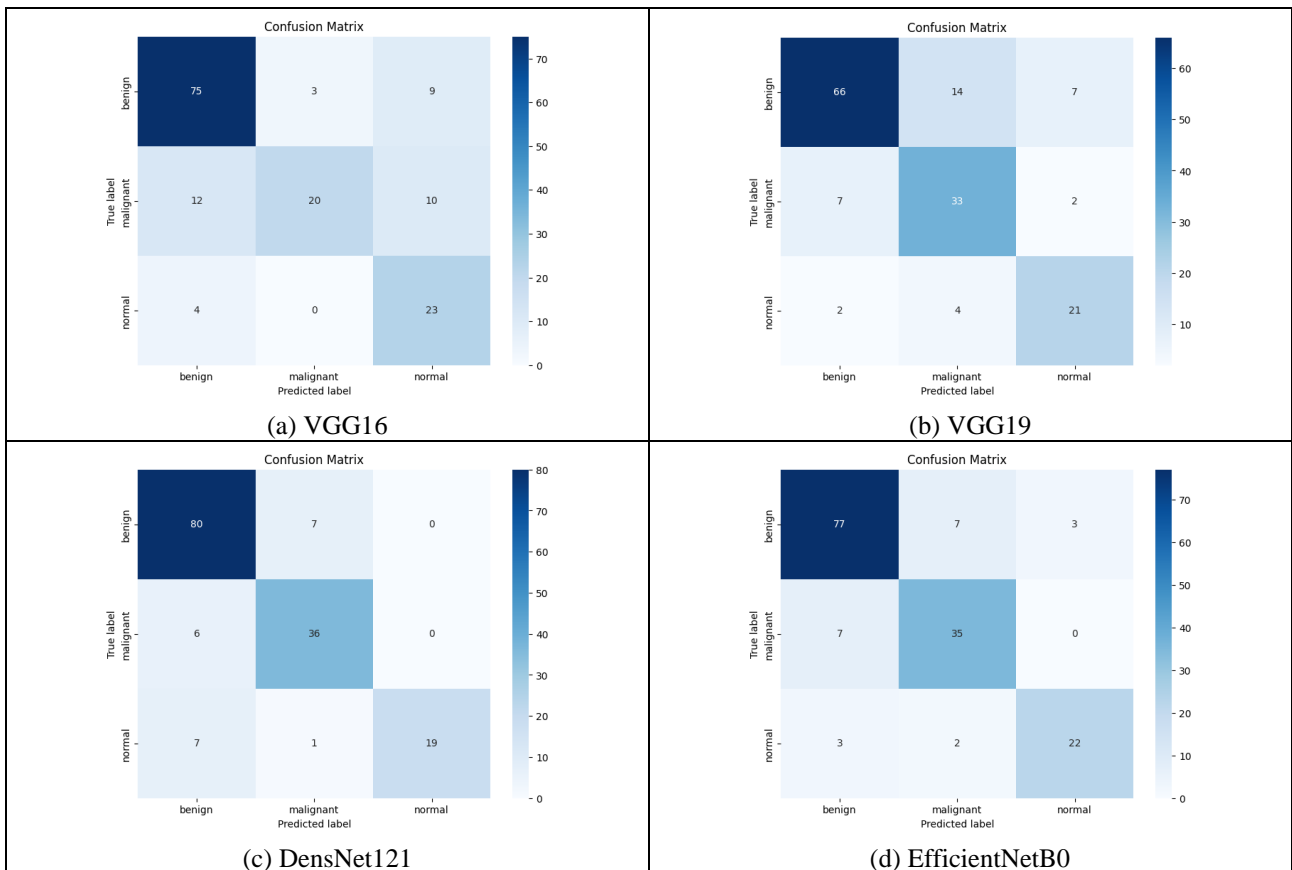 Confusion Matrix
benign 75 3 9
True label
malignant 12 20 10
normal 4 0 23
benign malignant normal
Predicted label
70
60
50
40
30
20
10
0
(a) VGG16
Confusion Matrix
benign 66 14 7
True label
malignant 7 33 2
normal 2 4 21
benign malignant normal
Predicted label
60
50
40
30
20
10
(b) VGG19
Confusion Matrix
benign 80 7 0
True label
malignant 6 36 0
normal 7 1 19
benign malignant normal
Predicted label
80
70
60
50
40
30
20
10
0
(c) DensNet121
Confusion Matrix
benign 77 7 3
True label
malignant 7 35 0
normal 3 2 22
benign malignant normal
Predicted label
70
60
50
40
30
20
10
0
(d) EfficientNetB0